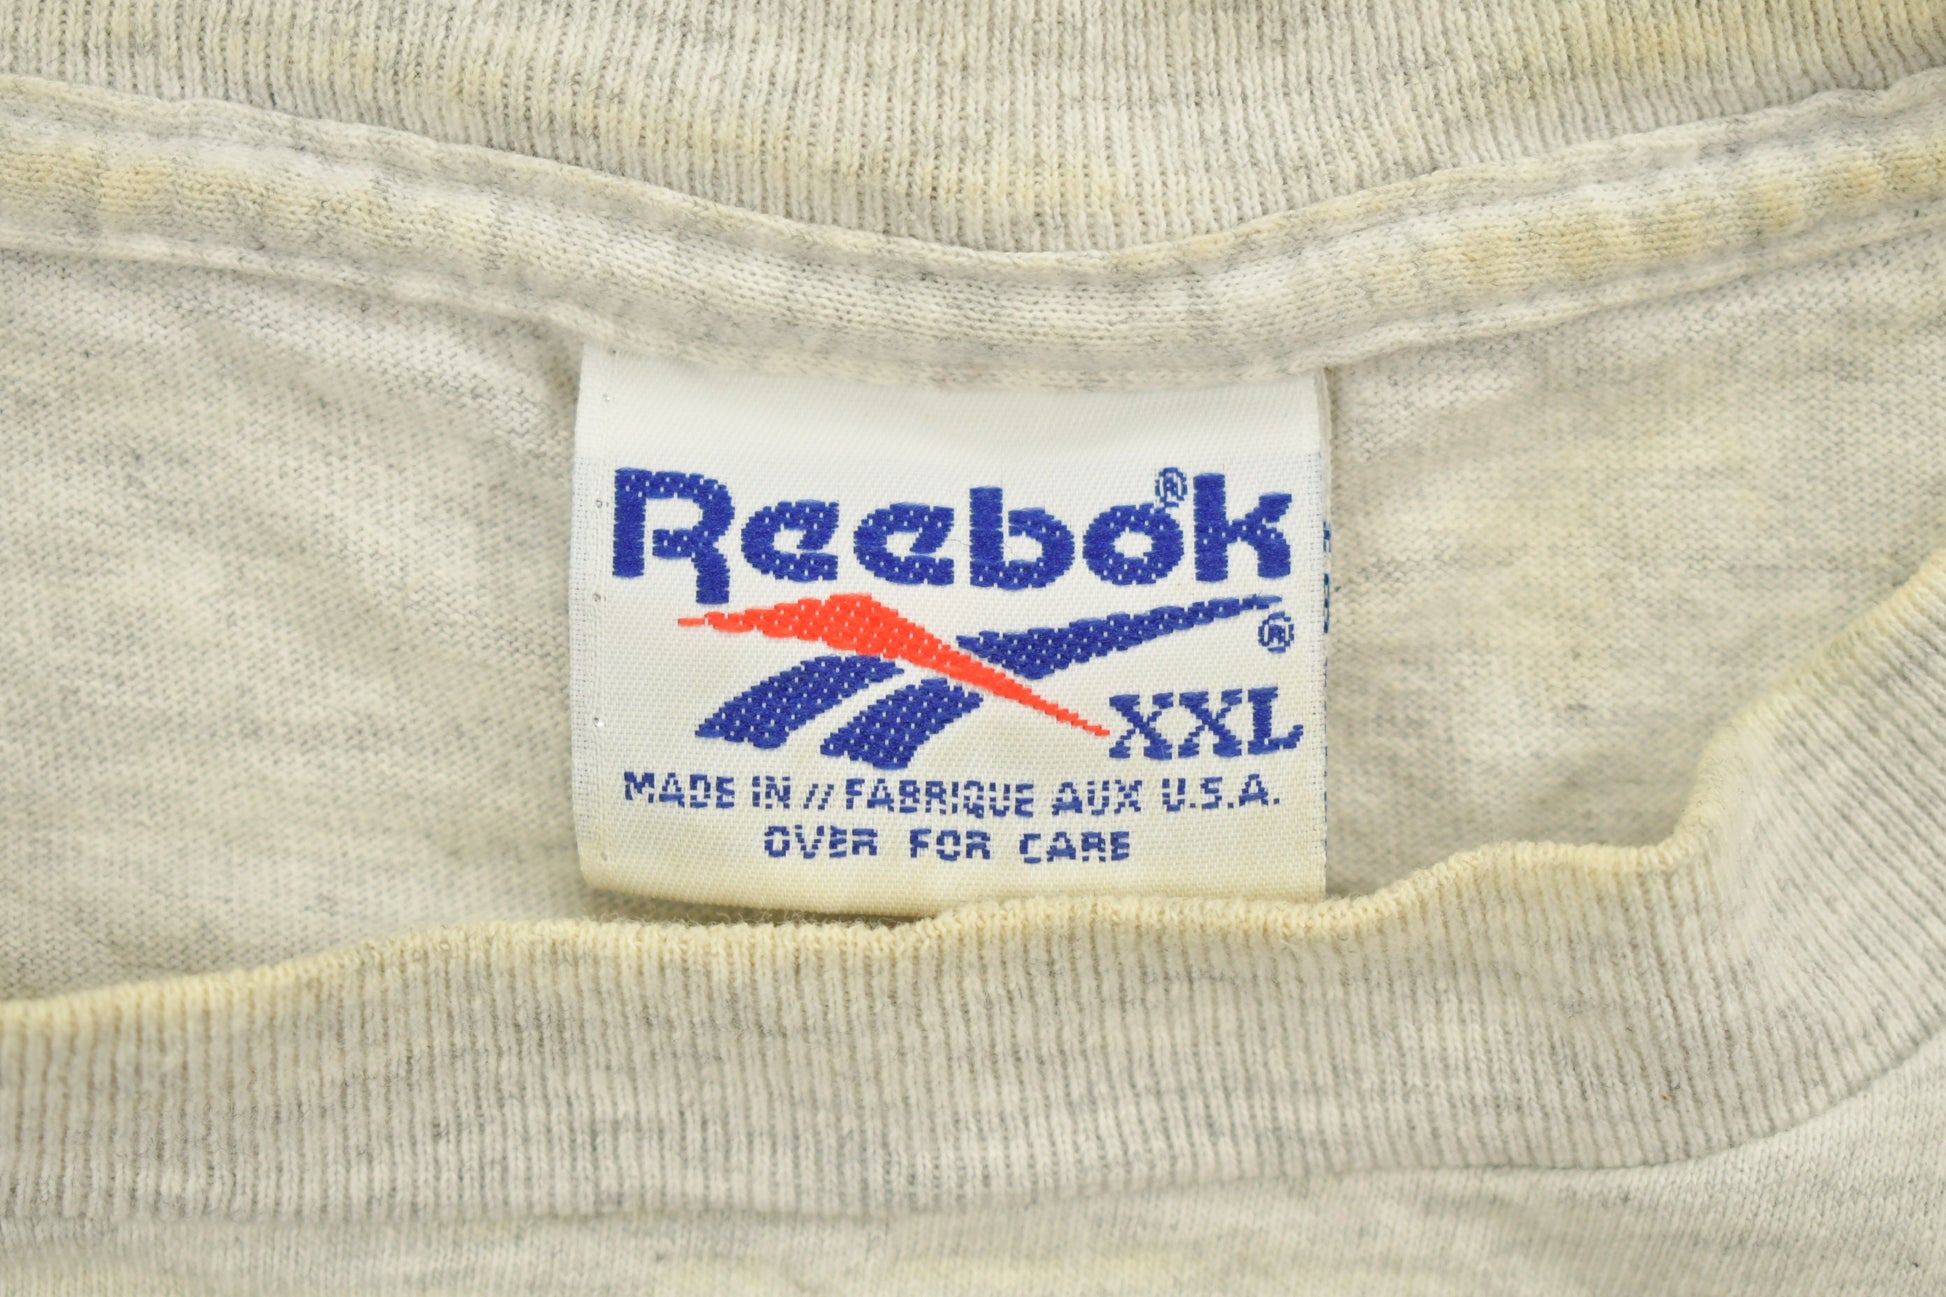 Reebok®
®
XXL
MADE IN // FABRIQUE AUX U.S.A.
OVER FOR CARE